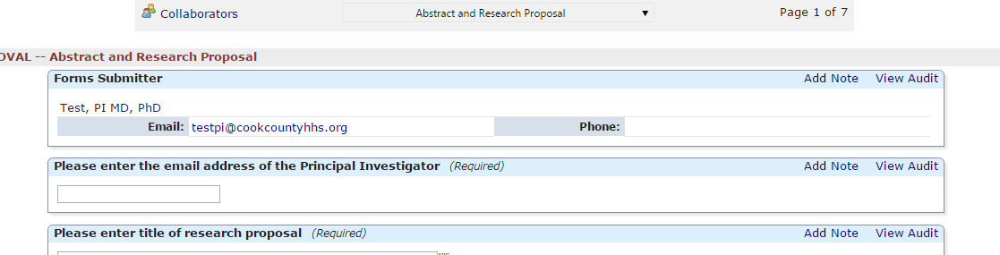 Collaborators Abstract and Research Proposal Page 1 of 7
OVAL -- Abstract and Research Proposal
Forms Submitter Add Note View Audit
Test, PI MD, PhD
Email: testpi@cookcountyhhs.org Phone:
Please enter the email address of the Principal Investigator (Required) Add Note View Audit
Please enter title of research proposal (Required) Add Note View Audit